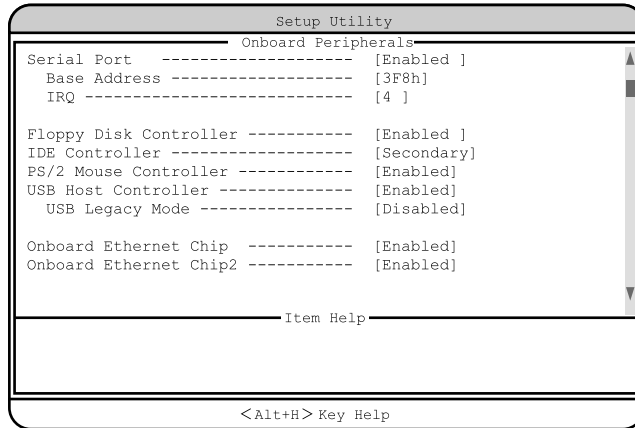 Setup Utility
Onboard Peripherals
Serial Port -------------------- [Enabled ]
Base Address ------------------- [3F8h]
IRQ ---------------------------- [4 ]
Floppy Disk Controller ----------- [Enabled ]
IDE Controller ------------------- [Secondary]
PS/2 Mouse Controller ------------ [Enabled]
USB Host Controller -------------- [Enabled]
USB Legacy Mode ---------------- [Disabled]
Onboard Ethernet Chip ----------- [Enabled]
Onboard Ethernet Chip2 ----------- [Enabled]
Item Help
<Alt+H> Key Help